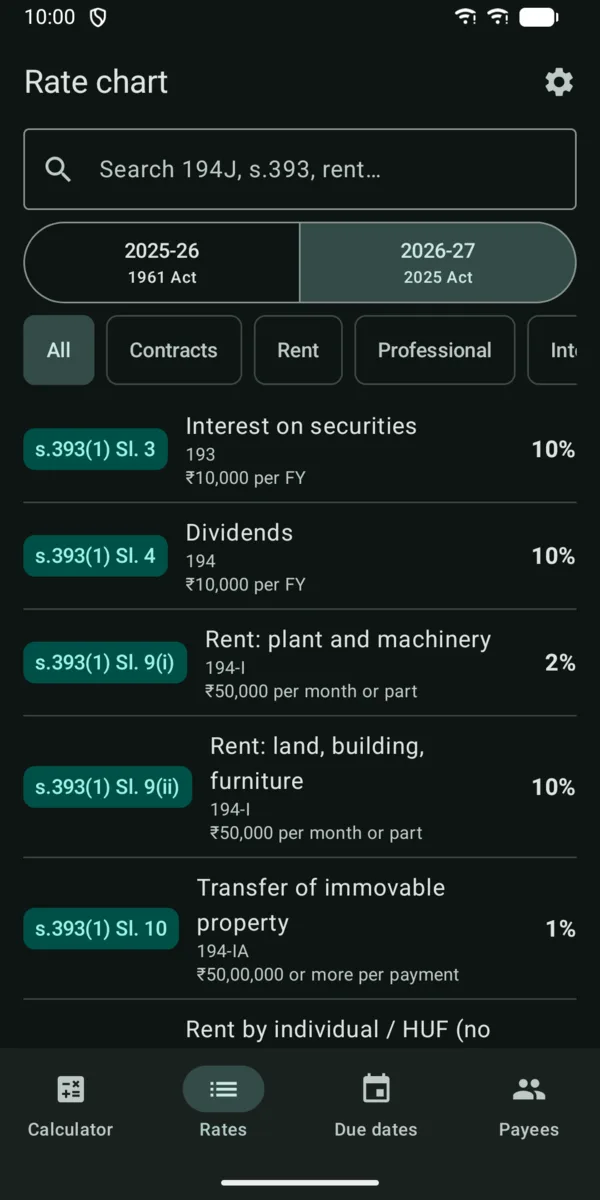 10:00
Rate chart
Search 194J, s.393, rent…
2025-26
1961 Act
2026-27
2025 Act
All
Contracts
Rent
Professional
Inte
s.393(1) Sl. 3
Interest on securities
193
₹10,000 per FY
10%
s.393(1) Sl. 4
Dividends
194
₹10,000 per FY
10%
s.393(1) Sl. 9(i)
Rent: plant and machinery
194-I
₹50,000 per month or part
2%
s.393(1) Sl. 9(ii)
Rent: land, building,
furniture
194-I
₹50,000 per month or part
10%
s.393(1) Sl. 10
Transfer of immovable
property
194-IA
₹50,00,000 or more per payment
1%
Rent by individual / HUF (no
Calculator
Rates
Due dates
Payees